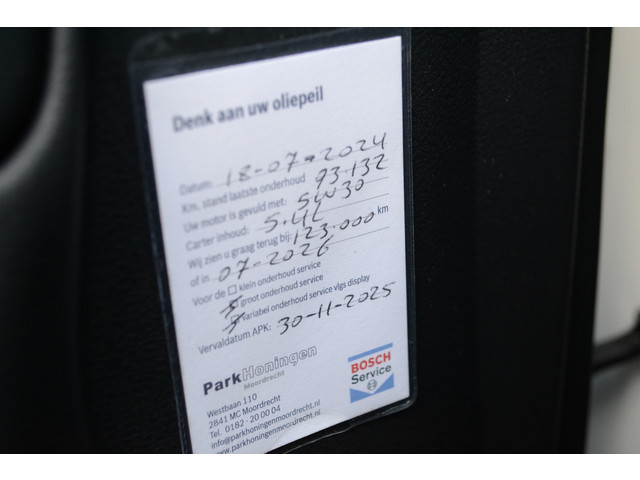 Denk aan uw oliepeil
Datum: 18-07-2024
Km. stand laatste onderhoud 93.132
Uw motor is gevuld met: 5W30
Carter inhoud: 5.4L
Wij zien u graag terug bij: 123.000 km
of in 07-2026
Voor de ☐ klein onderhoud service
groot onderhoud service
variabel onderhoud service vlgs display
Vervaldatum APK: 30-11-2025
ParkHoningen
Moordrecht
BOSCH
Service
Westbaan 110
2841 MC Moordrecht
Tel. 0182 - 20 00 04
info@parkhoningenmoordrecht.nl
www.parkhoningenmoordrecht.nl